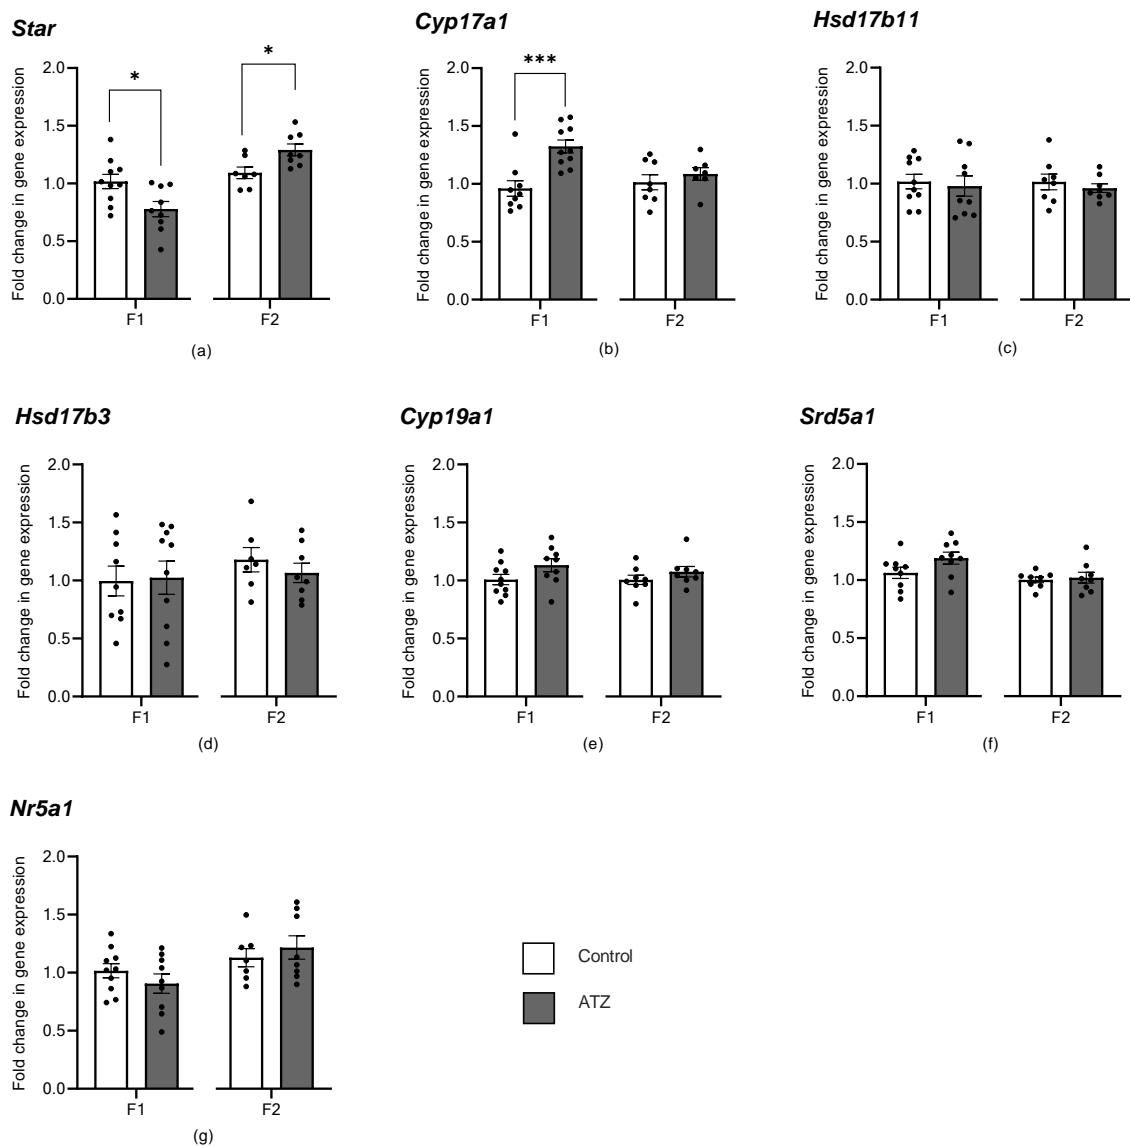 Star
Cyp17a1
Hsd17b11
*
*
***
Fold change in gene expression
2.0
1.5
1.0
0.5
0.0
F1
F2
(a)
Fold change in gene expression
2.0
1.5
1.0
0.5
0.0
F1
F2
(b)
Fold change in gene expression
2.0
1.5
1.0
0.5
0.0
F1
F2
(c)
Hsd17b3
Cyp19a1
Srd5a1
Fold change in gene expression
2.0
1.5
1.0
0.5
0.0
F1
F2
(d)
Fold change in gene expression
2.0
1.5
1.0
0.5
0.0
F1
F2
(e)
Fold change in gene expression
2.0
1.5
1.0
0.5
0.0
F1
F2
(f)
Nr5a1
Fold change in gene expression
2.0
1.5
1.0
0.5
0.0
F1
F2
(g)
Control
ATZ